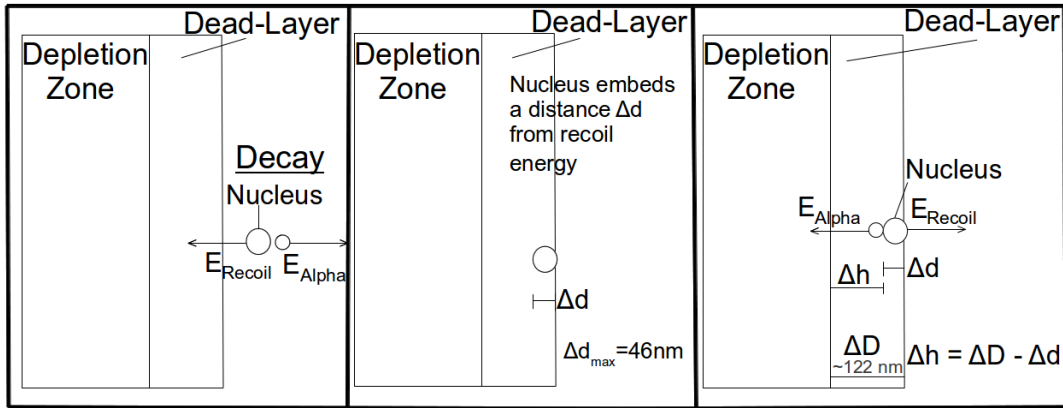 Dead-Layer
Depletion
Zone
Decay
Nucleus
E_Recoil
E_Alpha
Dead-Layer
Depletion
Zone
Nucleus embeds
a distance Δd
from recoil
energy
Δd
Δd_max=46nm
Dead-Layer
Depletion
Zone
Nucleus
E_Alpha
E_Recoil
Δh
Δd
ΔD
~122 nm
Δh = ΔD - Δd